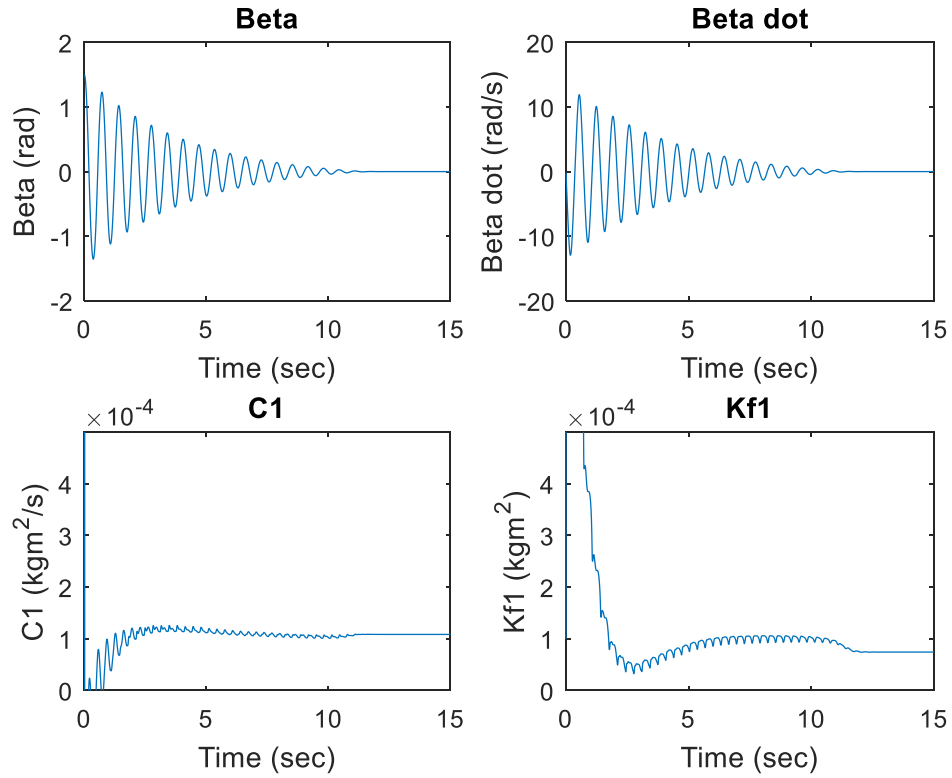 Beta
2
1
0
-1
-2
Beta (rad)
0 5 10 15
Time (sec)
Beta dot
20
10
0
-10
-20
Beta dot (rad/s)
0 5 10 15
Time (sec)
C1
×10⁻⁴
4
3
2
1
0
C1 (kgm²/s)
0 5 10 15
Time (sec)
Kf1
×10⁻⁴
4
3
2
1
0
Kf1 (kgm²)
0 5 10 15
Time (sec)